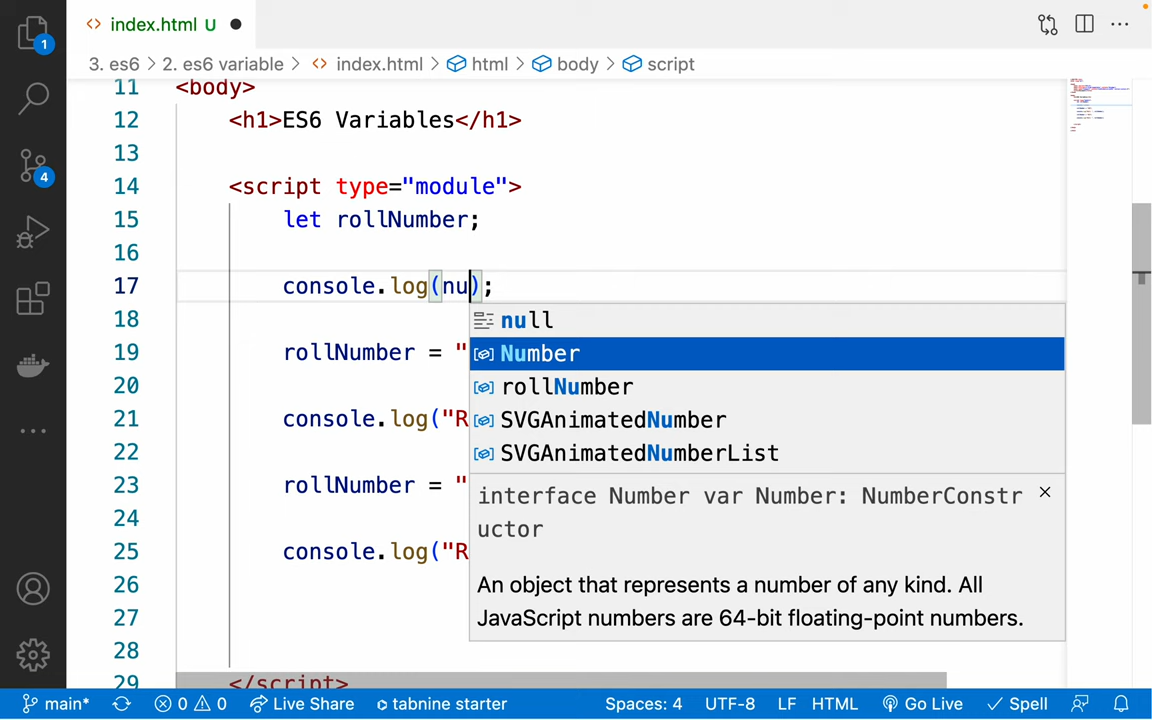 index.html U
1
3. es6 > 2. es6 variable > index.html > html > body > script
11 <body>
12 <h1>ES6 Variables</h1>
13
14 <script type="module">
4
15 let rollNumber;
16
17 console.log(nu);
18 null
19 rollNumber = " Number
20 rollNumber
21 console.log("R SVGAnimatedNumber
22 SVGAnimatedNumberList
23 rollNumber = " interface Number var Number: NumberConstr
24 uctor
25 console.log("R
26 An object that represents a number of any kind. All
27 JavaScript numbers are 64-bit floating-point numbers.
28
29 </script>
main* 0 0 Live Share tabnine starter Spaces: 4 UTF-8 LF HTML Go Live Spell